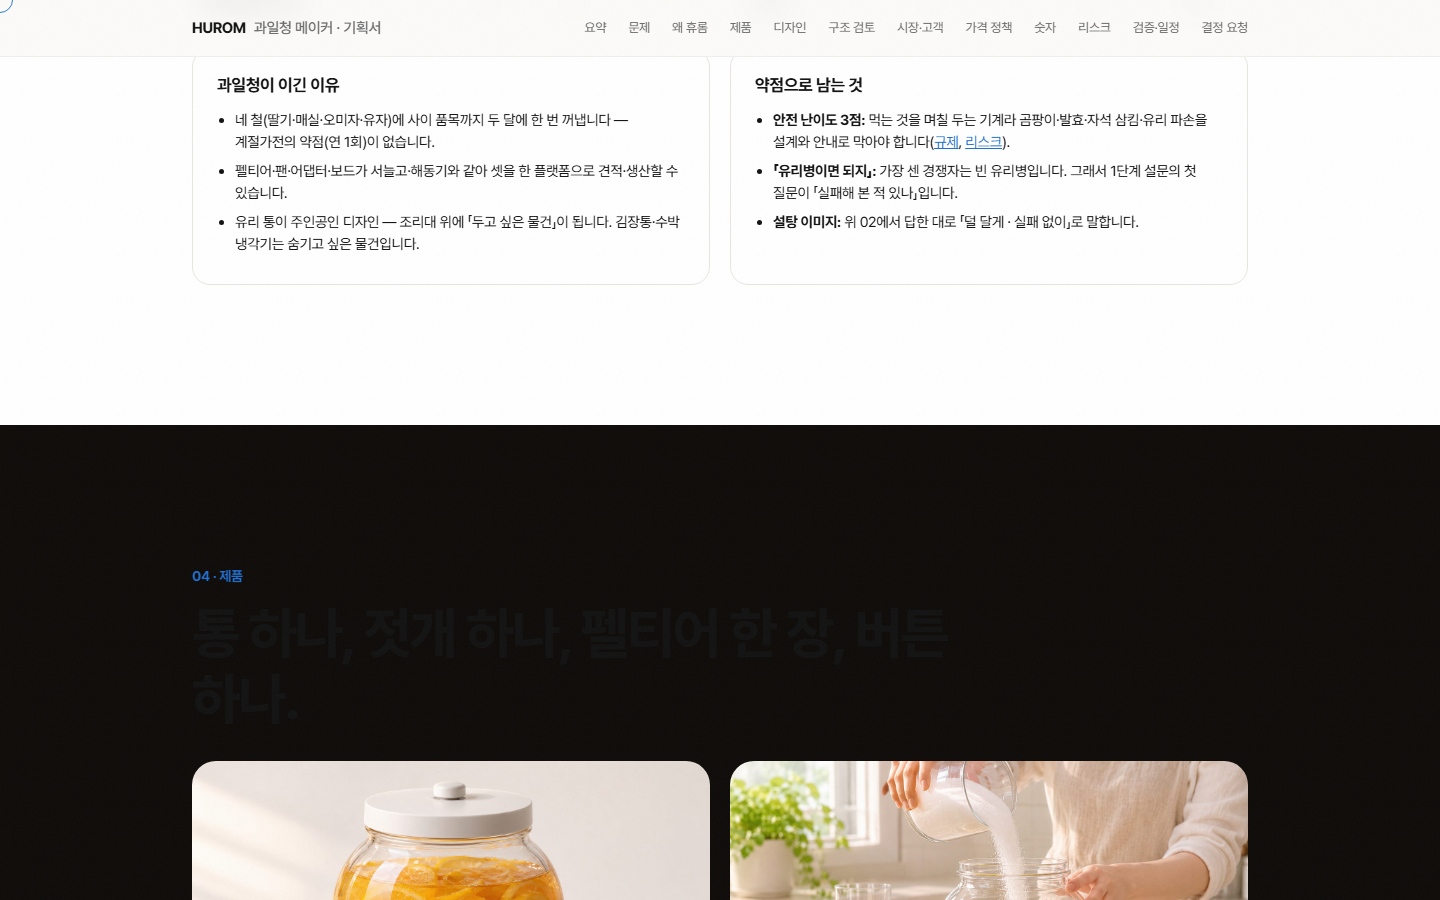 HUROM 과일청 메이커 · 기획서
요약 문제 왜 휴롬 제품 디자인 구조 검토 시장·고객 가격 정책 숫자 리스크 검증·일정 결정 요청
과일청이 이긴 이유
네 철(딸기·매실·오미자·유자)에 사이 품목까지 두 달에 한 번 꺼냅니다 —
계절가전의 약점(연 1회)이 없습니다.
펠티어·팬·어댑터·보드가 서늘고·해동기와 같아 셋을 한 플랫폼으로 견적·생산할 수
있습니다.
유리 통이 주인공인 디자인 — 조리대 위에 「두고 싶은 물건」이 됩니다. 김장통·수박
냉각기는 숨기고 싶은 물건입니다.
약점으로 남는 것
안전 난이도 3점: 먹는 것을 며칠 두는 기계라 곰팡이·발효·자석 삼킴·유리 파손을
설계와 안내로 막아야 합니다(규제, 리스크).
「유리병이면 되지」: 가장 센 경쟁자는 빈 유리병입니다. 그래서 1단계 설문의 첫
질문이 「실패해 본 적 있나」입니다.
설탕 이미지: 위 02에서 답한 대로 「덜 달게 · 실패 없이」로 말합니다.
04 · 제품
통 하나, 젓개 하나, 펠티어 한 장, 버튼
하나.